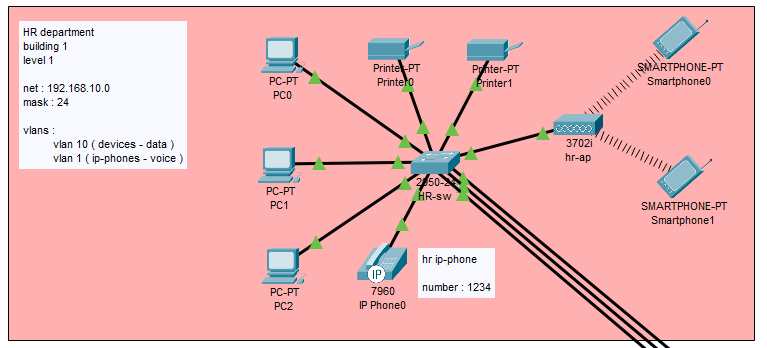 HR department
building 1
level 1
net : 192.168.10.0
mask : 24
vlans :
vlan 10 ( devices - data )
vlan 1 ( ip-phones - voice )
PC-PT
PC0
Printer-PT
Printer0
Printer-PT
Printer1
SMARTPHONE-PT
Smartphone0
3702i
hr-ap
PC-PT
PC1
2950-24
HR-sw
SMARTPHONE-PT
Smartphone1
PC-PT
PC2
IP
7960
IP Phone0
hr ip-phone
number : 1234